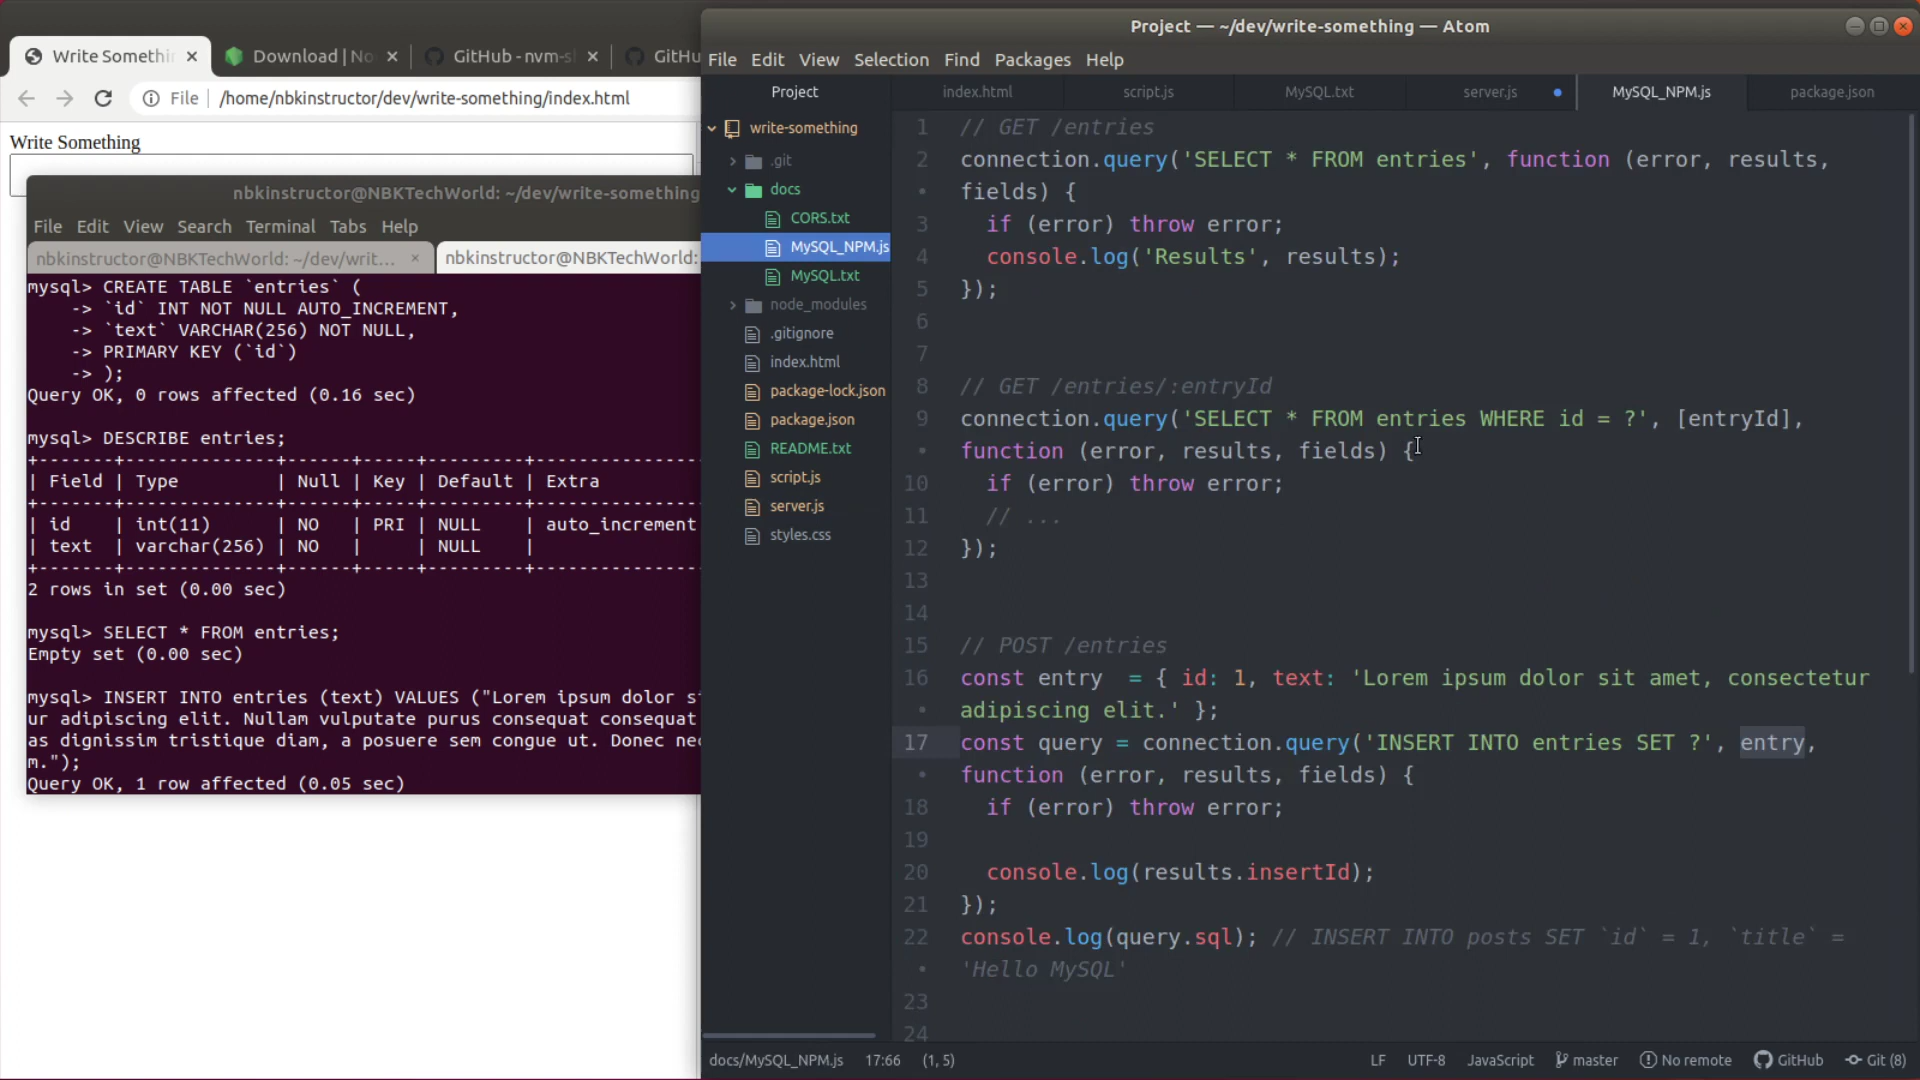 Write Somethin
Download | No
GitHub - nvm-s
GitHu
File
/home/nbkinstructor/dev/write-something/index.html
Write Something
nbkinstructor@NBKTechWorld: ~/dev/write-something
File Edit View Search Terminal Tabs Help
nbkinstructor@NBKTechWorld: ~/dev/writ...
nbkinstructor@NBKTechWorld:
mysql> CREATE TABLE `entries` (
-> `id` INT NOT NULL AUTO_INCREMENT,
-> `text` VARCHAR(256) NOT NULL,
-> PRIMARY KEY (`id`)
-> );
Query OK, 0 rows affected (0.16 sec)
mysql> DESCRIBE entries;
+-------+--------------+------+-----+---------+---------------
| Field | Type | Null | Key | Default | Extra
+-------+--------------+------+-----+---------+---------------
| id | int(11) | NO | PRI | NULL | auto_increment
| text | varchar(256) | NO | | NULL |
+-------+--------------+------+-----+---------+---------------
2 rows in set (0.00 sec)
mysql> SELECT * FROM entries;
Empty set (0.00 sec)
mysql> INSERT INTO entries (text) VALUES ("Lorem ipsum dolor s
ur adipiscing elit. Nullam vulputate purus consequat consequat
as dignissim tristique diam, a posuere sem congue ut. Donec ne
m.");
Query OK, 1 row affected (0.05 sec)
Project — ~/dev/write-something — Atom
File Edit View Selection Find Packages Help
Project
write-something
.git
docs
CORS.txt
MySQL_NPM.js
MySQL.txt
node_modules
.gitignore
index.html
package-lock.json
package.json
README.txt
script.js
server.js
styles.css
index.html
script.js
MySQL.txt
server.js
MySQL_NPM.js
package.json
1 // GET /entries
2 connection.query('SELECT * FROM entries', function (error, results,
• fields) {
3 if (error) throw error;
4 console.log('Results', results);
5 });
6
7
8 // GET /entries/:entryId
9 connection.query('SELECT * FROM entries WHERE id = ?', [entryId],
• function (error, results, fields) {
10 if (error) throw error;
11 // ...
12 });
13
14
15 // POST /entries
16 const entry = { id: 1, text: 'Lorem ipsum dolor sit amet, consectetur
• adipiscing elit.' };
17 const query = connection.query('INSERT INTO entries SET ?', entry,
• function (error, results, fields) {
18 if (error) throw error;
19
20 console.log(results.insertId);
21 });
22 console.log(query.sql); // INSERT INTO posts SET `id` = 1, `title` =
• 'Hello MySQL'
23
24
docs/MySQL_NPM.js 17:66 (1, 5)
LF UTF-8 JavaScript master No remote GitHub Git (8)